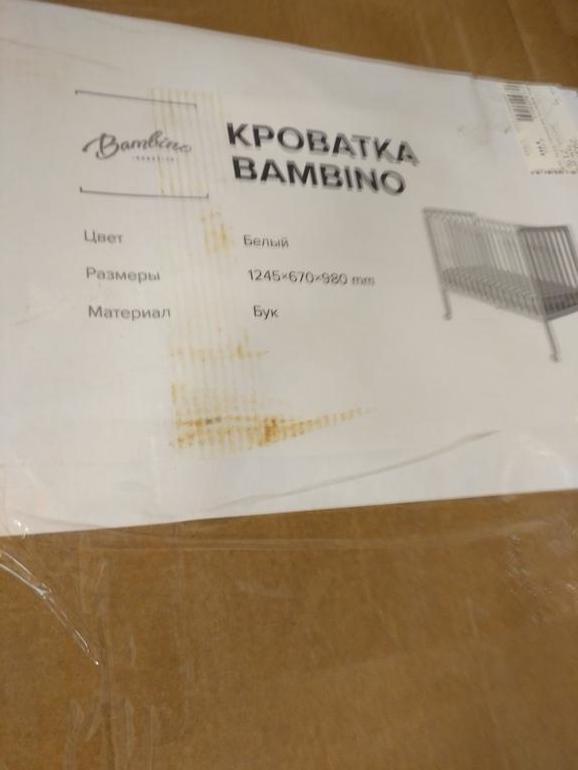 Bambino
КРОВАТКА
BAMBINO
Цвет Белый
Размеры 1245×670×980 mm
Материал Бук